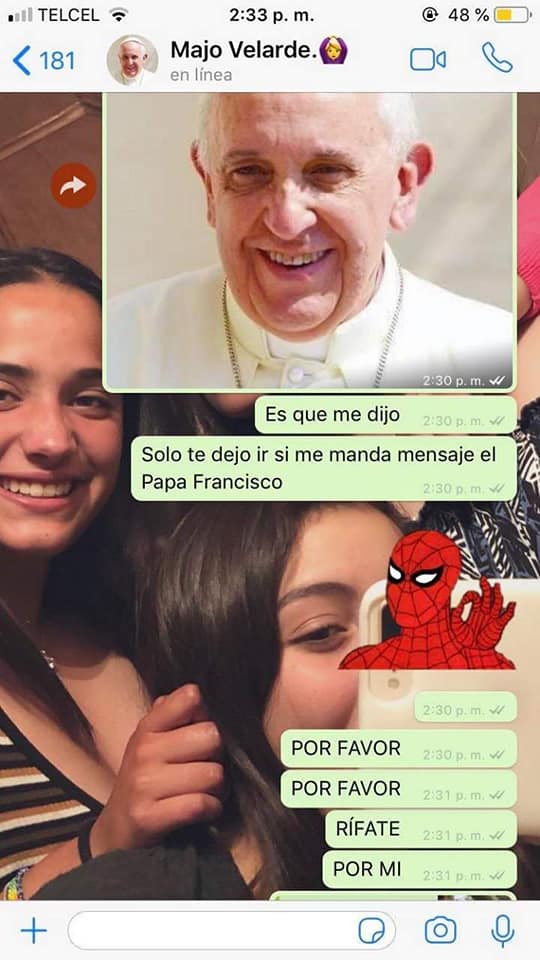 TELCEL 2:33 p. m. 48 %
181 Majo Velarde.
en línea
2:30 p. m.
Es que me dijo 2:30 p. m.
Solo te dejo ir si me manda mensaje el
Papa Francisco 2:30 p. m.
2:30 p. m.
POR FAVOR 2:30 p. m.
POR FAVOR 2:31 p. m.
RÍFATE 2:31 p. m.
POR MI 2:31 p. m.